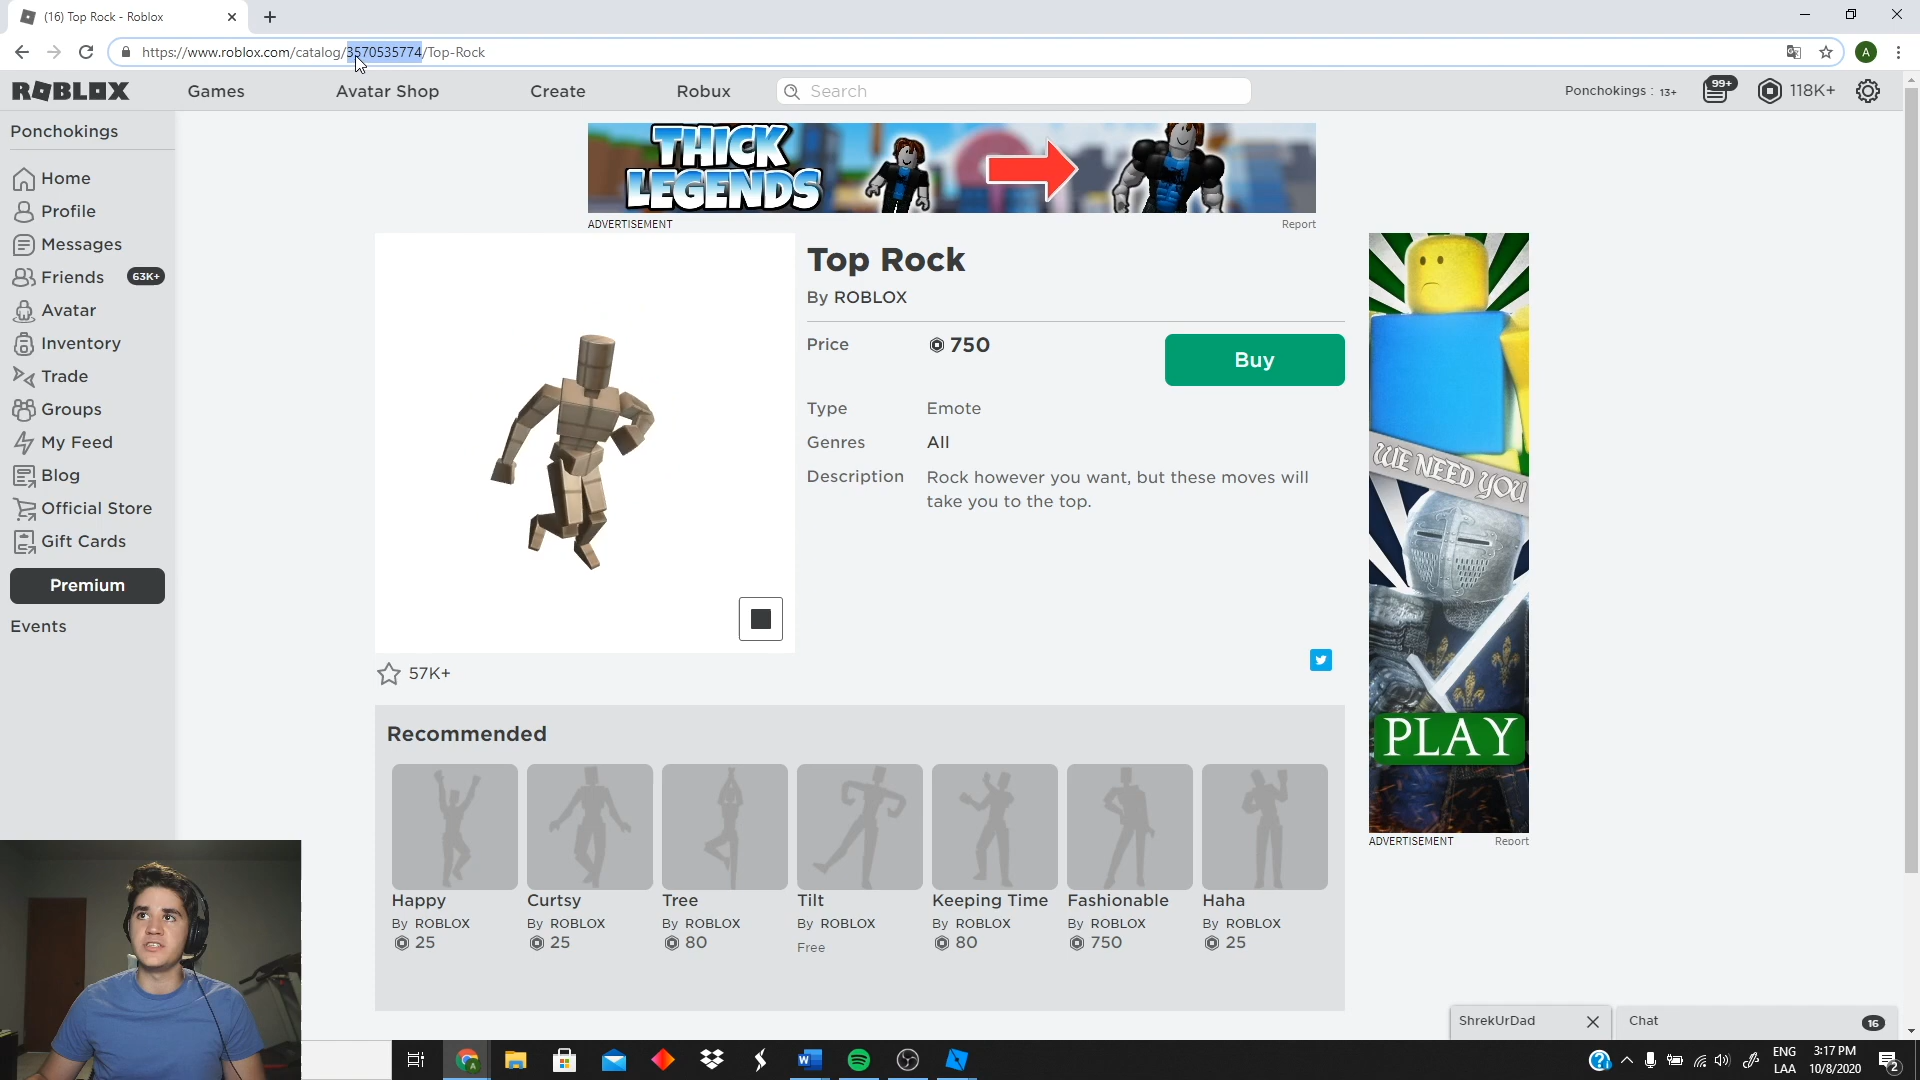 (16) Top Rock - Roblox
https://www.roblox.com/catalog/3570535774/Top-Rock
A
ROBLOX
Games
Avatar Shop
Create
Robux
Search
Ponchokings : 13+
99+
118K+
Ponchokings
Home
Profile
Messages
Friends 63K+
Avatar
Inventory
Trade
Groups
My Feed
Blog
Official Store
Gift Cards
Premium
Events
THICK
LEGENDS
ADVERTISEMENT
Report
Top Rock
By ROBLOX
Price 750
Buy
Type Emote
Genres All
Description Rock however you want, but these moves will
take you to the top.
57K+
WE NEED YOU
PLAY
ADVERTISEMENT
Report
Recommended
Happy
By ROBLOX
25
Curtsy
By ROBLOX
25
Tree
By ROBLOX
80
Tilt
By ROBLOX
Free
Keeping Time
By ROBLOX
80
Fashionable
By ROBLOX
750
Haha
By ROBLOX
25
ShrekUrDad
Chat 16
ENG
LAA
3:17 PM
10/8/2020
2